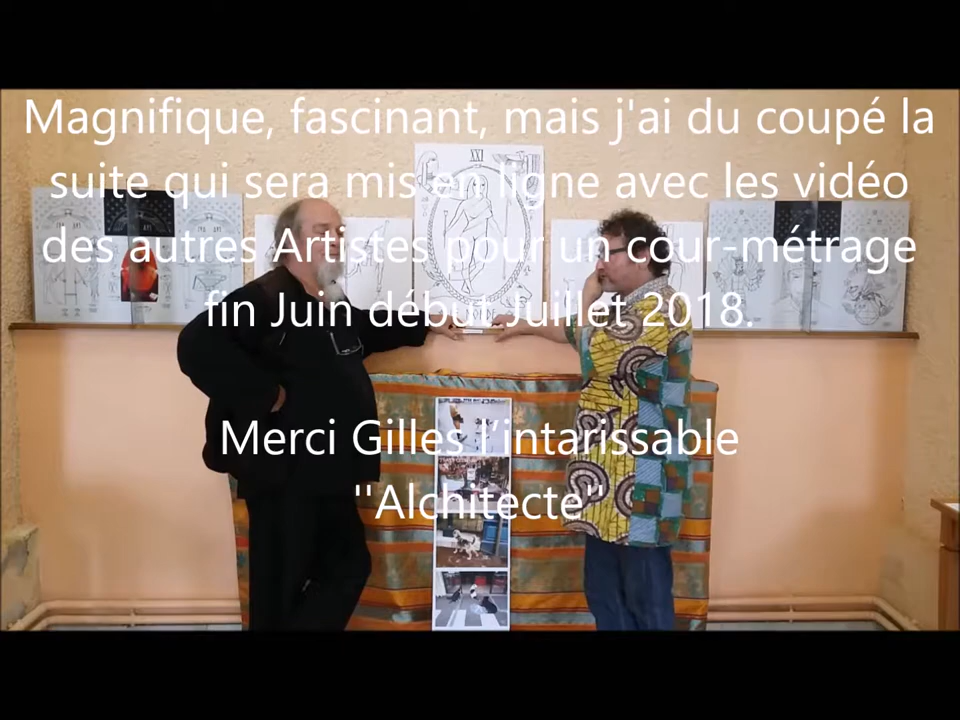 Magnifique, fascinant, mais j'ai du coupé la
suite qui sera mis en ligne avec les vidéo
des autres Artistes pour un cour-métrage
fin Juin début Juillet 2018.
Merci Gilles l'intarissable
''Alchitecte''
XXI